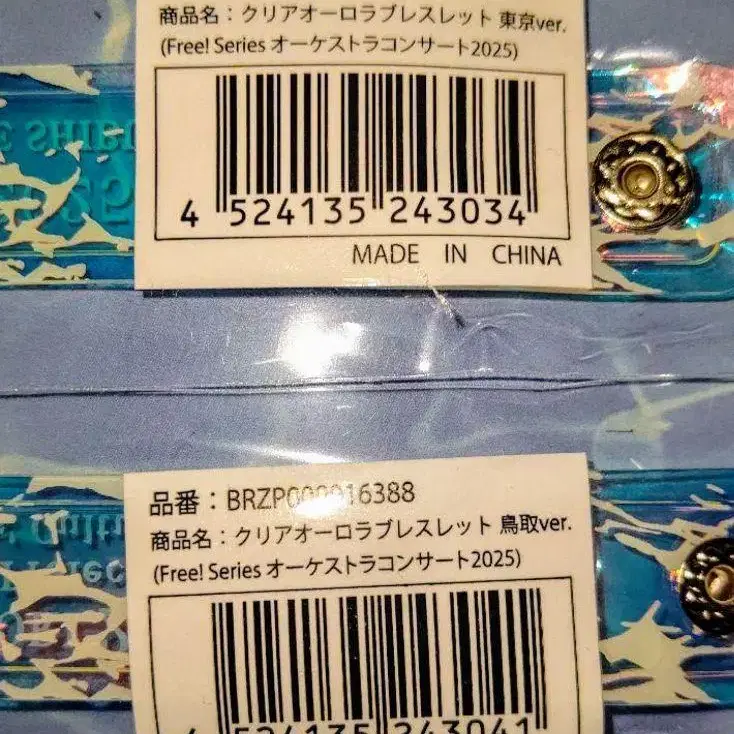 商品名：クリアオーロラブレスレット 東京ver.
(Free! Series オーケストラコンサート2025)
4 524135 243034
MADE IN CHINA
品番：BRZP000016388
商品名：クリアオーロラブレスレット 鳥取ver.
(Free! Series オーケストラコンサート2025)
4 524135 243041